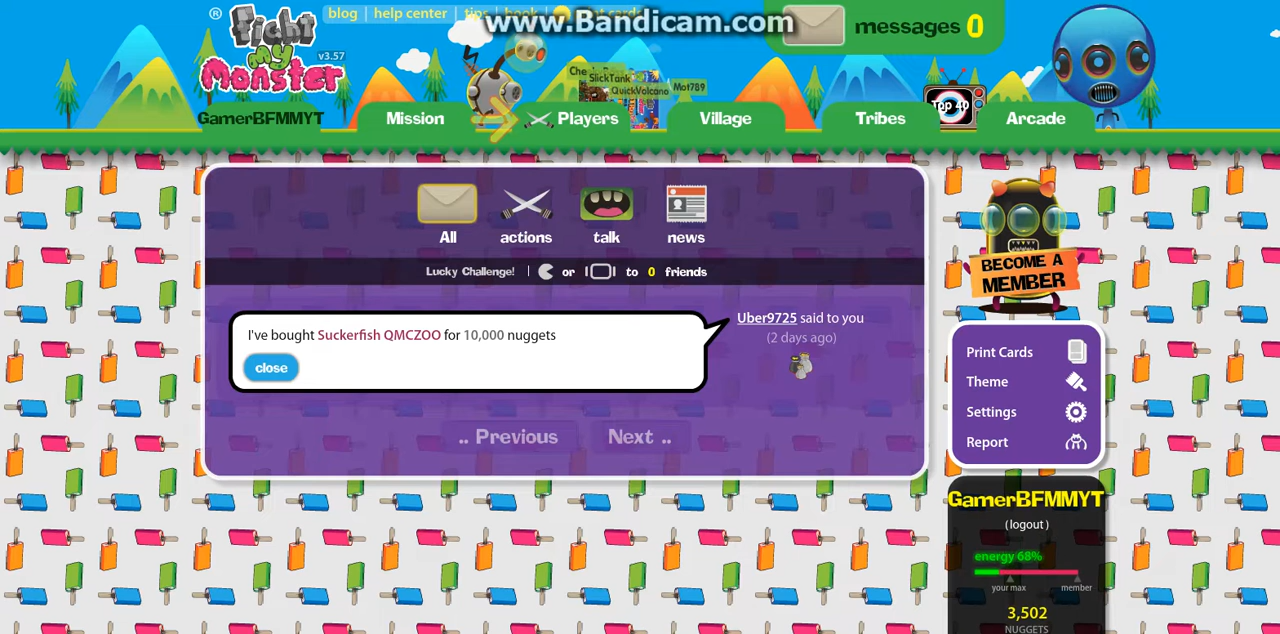 www.Bandicam.com
blog | help center |
messages 0
® Fight my Monster
v3.57
SlickTank
QuickVolcano
Mot789
Top 40
GamerBFMMYT
Mission
Players
Village
Tribes
Arcade
All
actions
talk
news
Lucky Challenge! | or to 0 friends
BECOME A
MEMBER
I've bought Suckerfish QMCZOO for 10,000 nuggets
close
Uber9725 said to you
(2 days ago)
.. Previous
Next ..
Print Cards
Theme
Settings
Report
GamerBFMMYT
(logout)
energy 68%
your max
member
3,502
NUGGETS